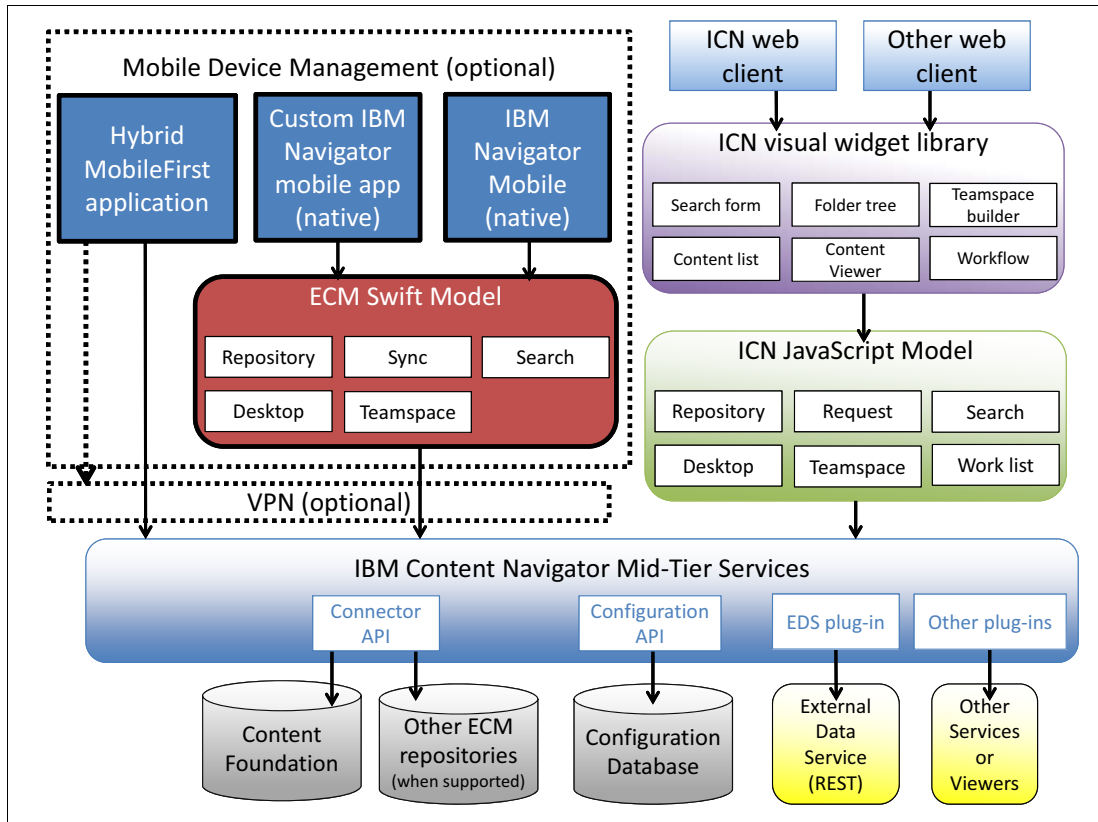 Mobile Device Management (optional)
Hybrid
MobileFirst
application
Custom IBM
Navigator
mobile app
(native)
IBM
Navigator
Mobile
(native)
ECM Swift Model
Repository
Sync
Search
Desktop
Teamspace
VPN (optional)
ICN web
client
Other web
client
ICN visual widget library
Search form
Folder tree
Teamspace
builder
Content list
Content
Viewer
Workflow
ICN JavaScript Model
Repository
Request
Search
Desktop
Teamspace
Work list
IBM Content Navigator Mid-Tier Services
Connector
API
Configuration
API
EDS plug-in
Other plug-ins
Content
Foundation
Other ECM
repositories
(when supported)
Configuration
Database
External
Data
Service
(REST)
Other
Services
or
Viewers